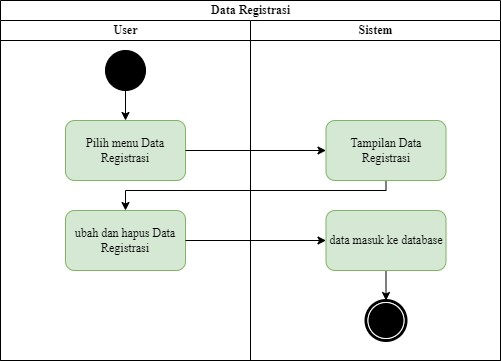 Data Registrasi
User
Sistem
Pilih menu Data
Registrasi
Tampilan Data
Registrasi
ubah dan hapus Data
Registrasi
data masuk ke database